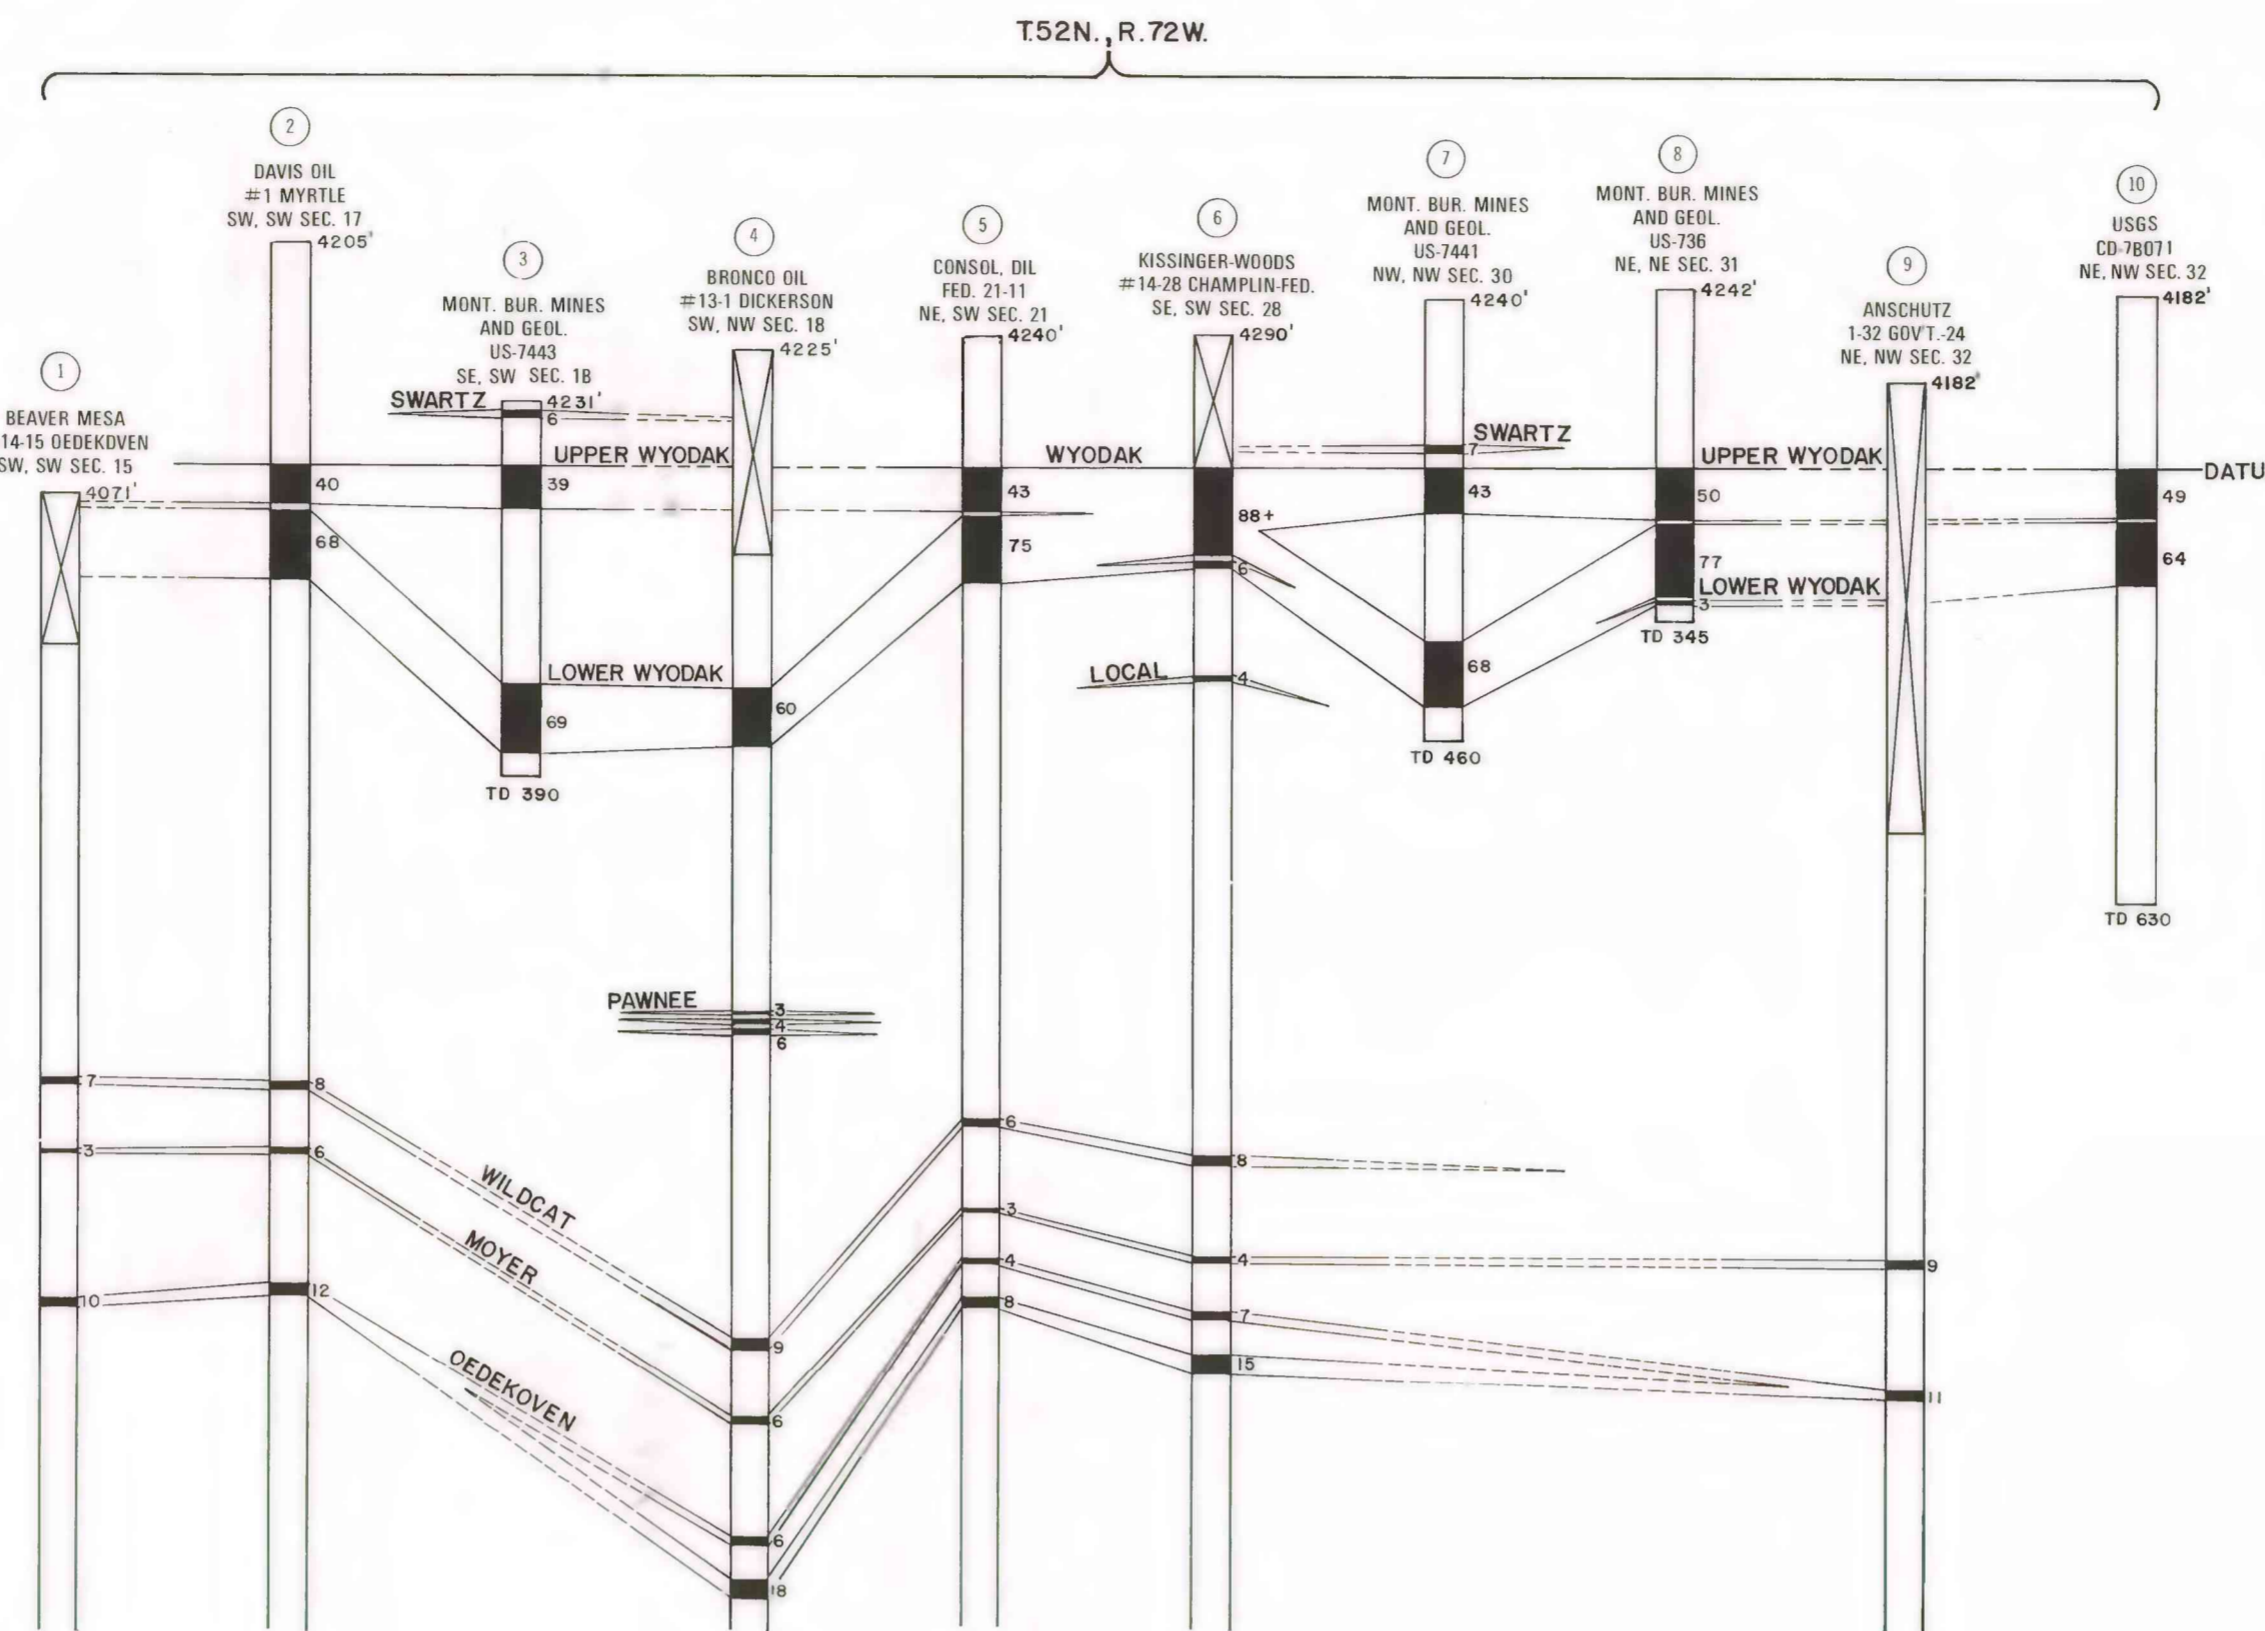 T.52N., R.72W.
1
BEAVER MESA
14-15 OEDEKDVEN
SW, SW SEC. 15
4071'
7
3
10
2
DAVIS OIL
#1 MYRTLE
SW, SW SEC. 17
4205'
40
68
8
6
12
3
MONT. BUR. MINES
AND GEOL.
US-7443
SE, SW SEC. 1B
4231'
SWARTZ
6
UPPER WYODAK
39
LOWER WYODAK
69
TD 390
4
BRONCO OIL
#13-1 DICKERSON
SW, NW SEC. 18
4225'
60
PAWNEE
3
4
6
WILDCAT
9
MOYER
6
OEDEKOVEN
6
18
5
CONSOL, DIL
FED. 21-11
NE, SW SEC. 21
4240'
WYODAK
43
75
6
3
4
8
6
KISSINGER-WOODS
#14-28 CHAMPLIN-FED.
SE, SW SEC. 28
4290'
88+
6
LOCAL
4
8
4
7
15
7
MONT. BUR. MINES
AND GEOL.
US-7441
NW, NW SEC. 30
4240'
SWARTZ
7
43
68
TD 460
8
MONT. BUR. MINES
AND GEOL.
US-736
NE, NE SEC. 31
4242'
UPPER WYODAK
50
77
LOWER WYODAK
3
TD 345
9
ANSCHUTZ
1-32 GOV'T.-24
NE, NW SEC. 32
4182'
9
11
10
USGS
CD-7B071
NE, NW SEC. 32
4182'
DATU
49
64
TD 630